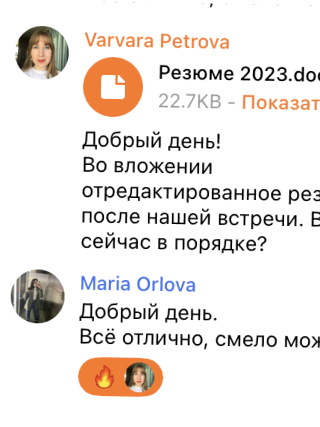 Varvara Petrova
Резюме 2023.do
22.7KB - Показат
Добрый день!
Во вложении
отредактированное рез
после нашей встречи. В
сейчас в порядке?
Maria Orlova
Добрый день.
Всё отлично, смело мож